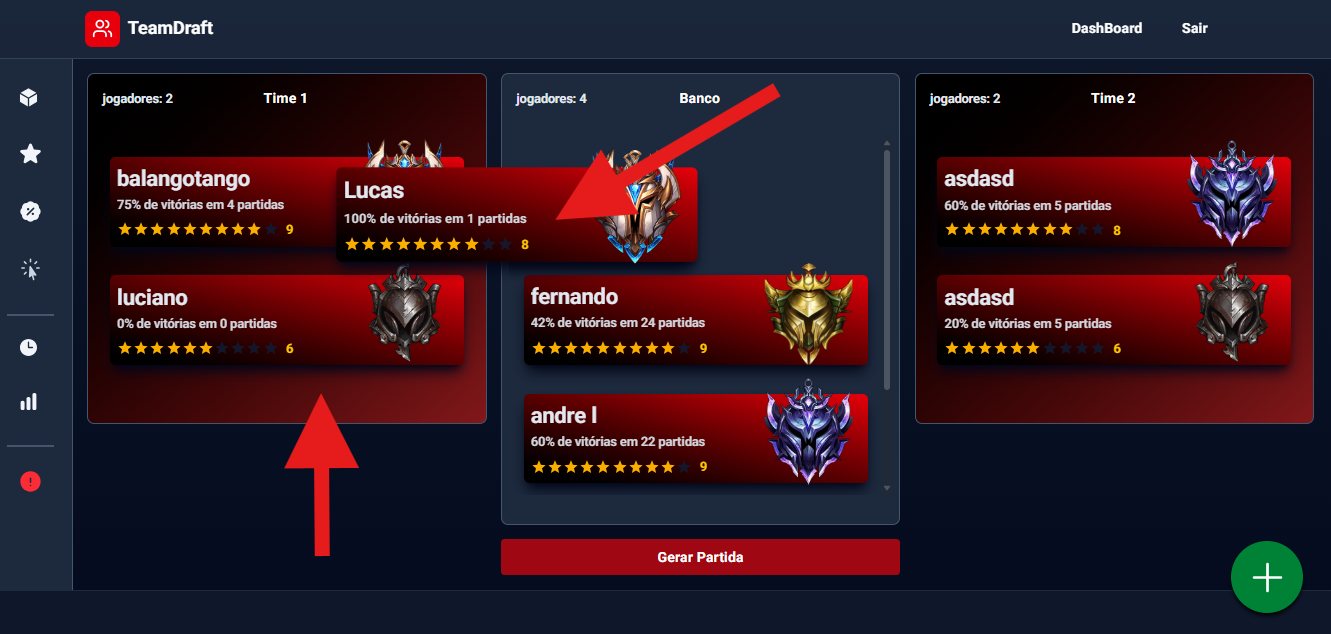 TeamDraft
DashBoard
Sair
jogadores: 2
Time 1
balangotango
75% de vitórias em 4 partidas
9
luciano
0% de vitórias em 0 partidas
6
jogadores: 4
Banco
Lucas
100% de vitórias em 1 partidas
8
fernando
42% de vitórias em 24 partidas
9
andre l
60% de vitórias em 22 partidas
9
Gerar Partida
jogadores: 2
Time 2
asdasd
60% de vitórias em 5 partidas
8
asdasd
20% de vitórias em 5 partidas
6